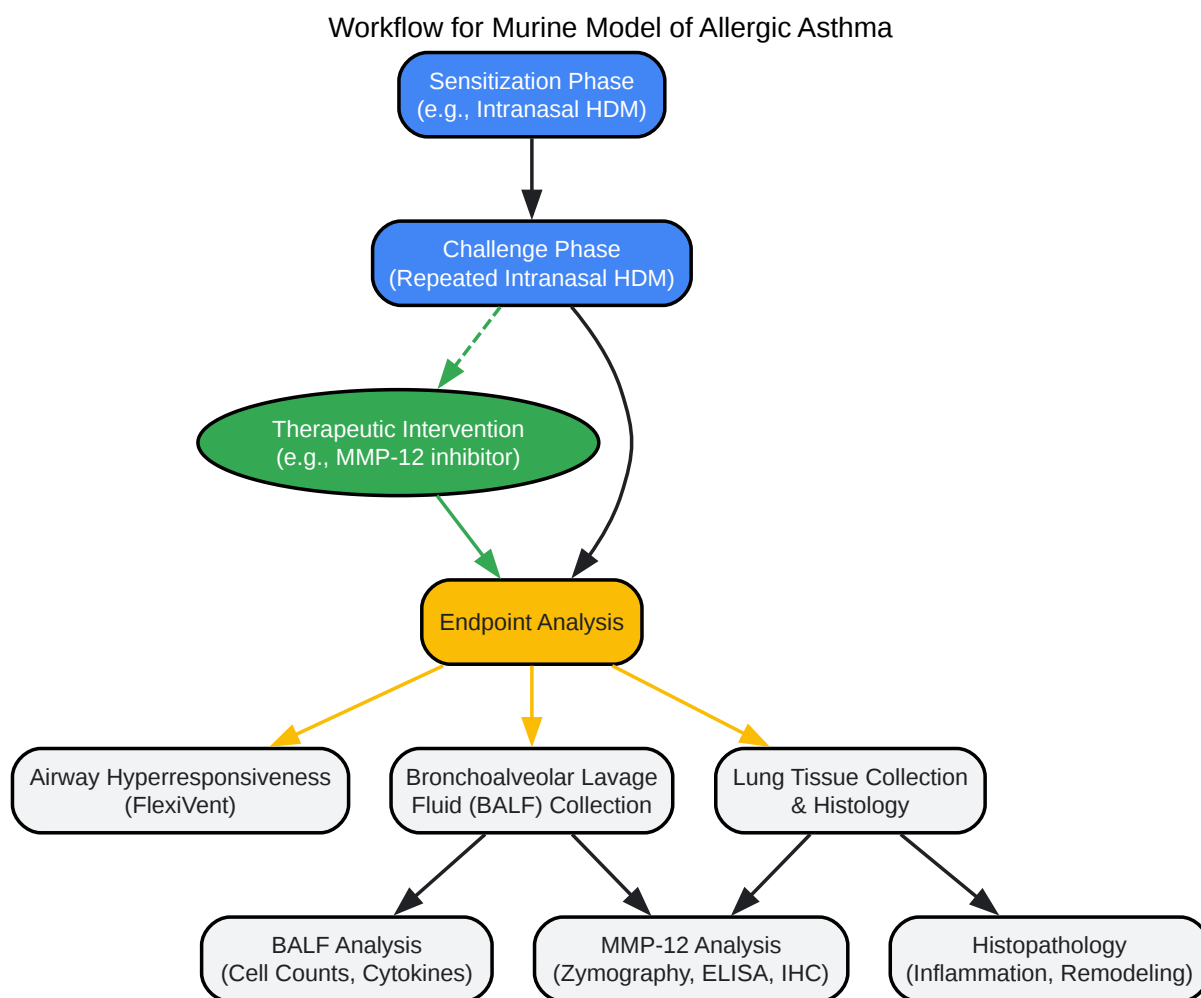 Workflow for Murine Model of Allergic Asthma
Sensitization Phase
(e.g., Intranasal HDM)
Challenge Phase
(Repeated Intranasal HDM)
Therapeutic Intervention
(e.g., MMP-12 inhibitor)
Endpoint Analysis
Airway Hyperresponsiveness
(FlexiVent)
Bronchoalveolar Lavage
Fluid (BALF) Collection
Lung Tissue Collection
& Histology
BALF Analysis
(Cell Counts, Cytokines)
MMP-12 Analysis
(Zymography, ELISA, IHC)
Histopathology
(Inflammation, Remodeling)